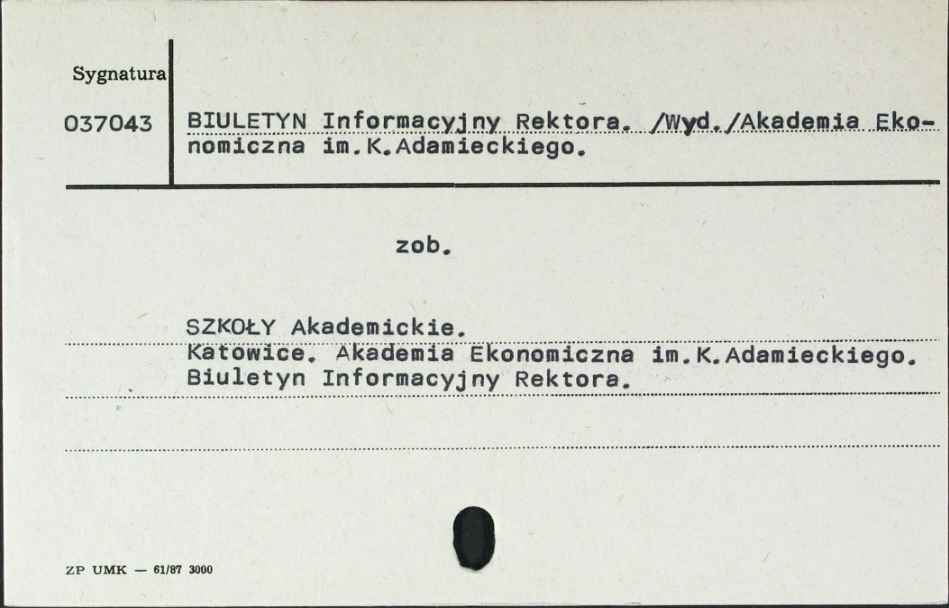 Sygnatura
037043 BIULETYN Informacyjny Rektora. /Wyd./Akademia Eko-
nomiczna im.K.Adamieckiego.
zob.
SZKOŁY Akademickie.
Katowice. Akademia Ekonomiczna im.K.Adamieckiego.
Biuletyn Informacyjny Rektora.
ZP UMK — 61/87 3000